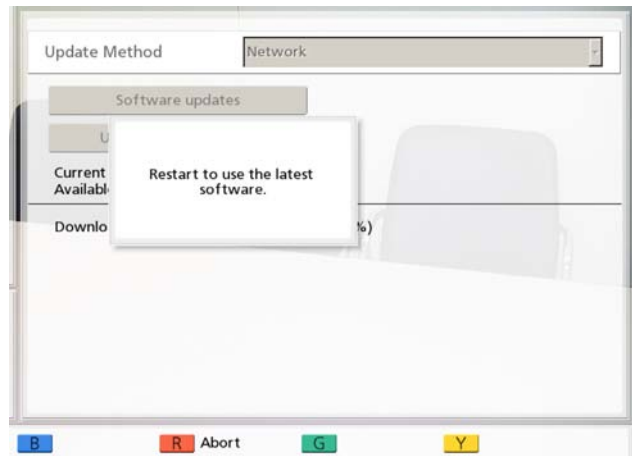 Update Method Network
Software updates
U
Restart to use the latest
software.
Current
Availabl
Downlo %)
B R Abort G Y